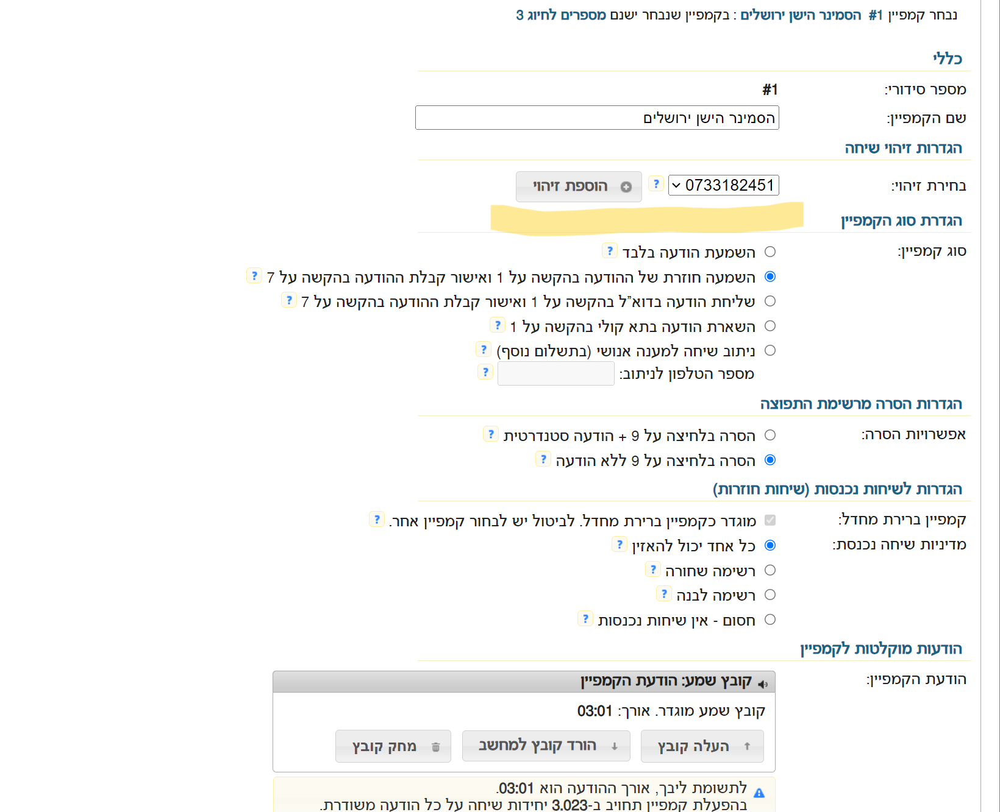 נבחר קמפיין #1 הסמינר הישן ירושלים : בקמפיין שנבחר ישנם מספרים לחיוג 3
כללי
מספר סידורי: #1
שם הקמפיין: הסמינר הישן ירושלים
הגדרות זיהוי שיחה
בחירת זיהוי: 0733182451 ? הוספת זיהוי
הגדרת סוג הקמפיין
סוג קמפיין: השמעת הודעה בלבד ?
השמעה חוזרת של ההודעה בהקשה על 1 ואישור קבלת ההודעה בהקשה על 7 ?
שליחת הודעה בדוא"ל בהקשה על 1 ואישור קבלת ההודעה בהקשה על 7 ?
השארת הודעה בתא קולי בהקשה על 1 ?
ניתוב שיחה למענה אנושי (בתשלום נוסף) ?
מספר הטלפון לניתוב: ?
הגדרות הסרה מרשימת התפוצה
אפשרויות הסרה: הסרה בלחיצה על 9 + הודעה סטנדרטית ?
הסרה בלחיצה על 9 ללא הודעה ?
הגדרות לשיחות נכנסות (שיחות חוזרות)
קמפיין ברירת מחדל: מוגדר כקמפיין ברירת מחדל. לביטול יש לבחור קמפיין אחר. ?
מדיניות שיחה נכנסת: כל אחד יכול להאזין ?
רשימה שחורה ?
רשימה לבנה ?
חסום - אין שיחות נכנסות ?
הודעות מוקלטות לקמפיין
הודעת הקמפיין: קובץ שמע: הודעת הקמפיין
קובץ שמע מוגדר. אורך: 03:01
העלה קובץ הורד קובץ למחשב מחק קובץ
לתשומת ליבך, אורך ההודעה הוא 03:01.
בהפעלת קמפיין תחויב ב-3.023 יחידות שיחה על כל הודעה משודרת.